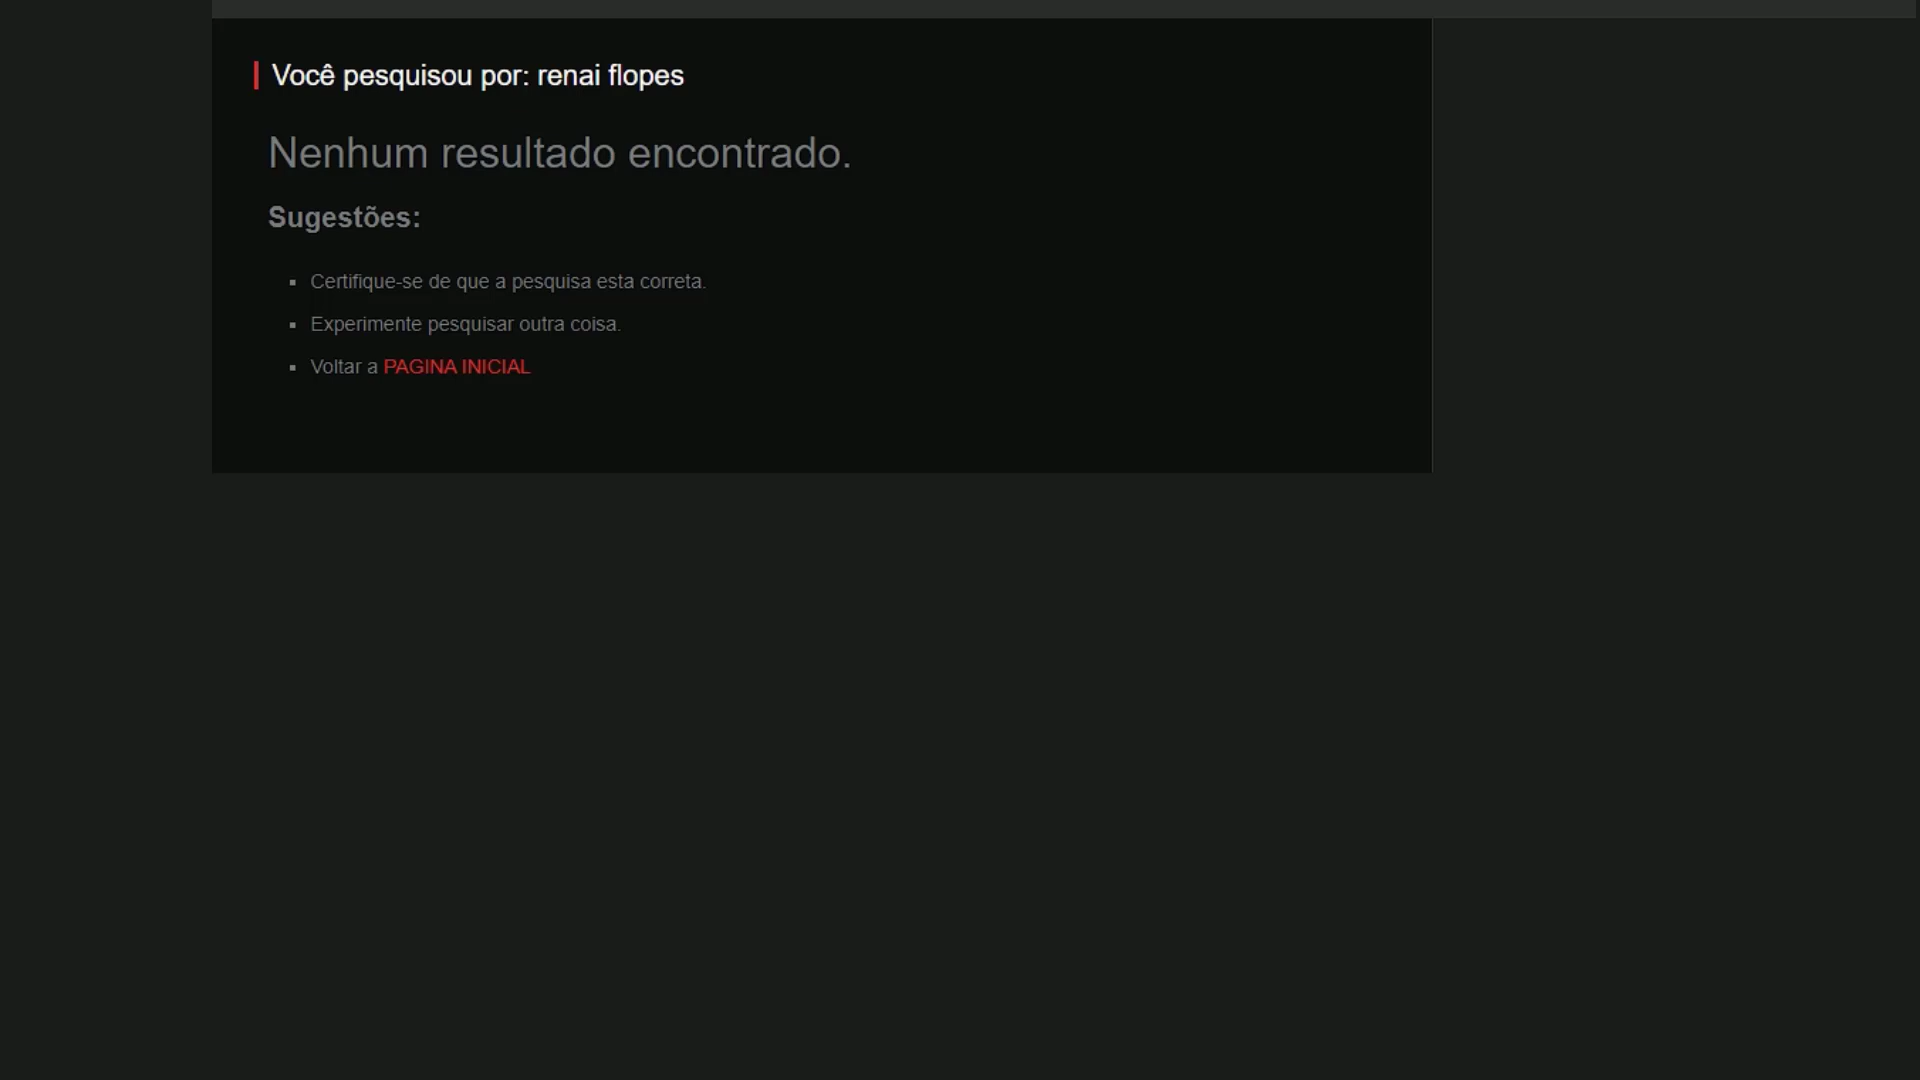 Você pesquisou por: renai flopes
Nenhum resultado encontrado.
Sugestões:
Certifique-se de que a pesquisa esta correta.
Experimente pesquisar outra coisa.
Voltar a PAGINA INICIAL